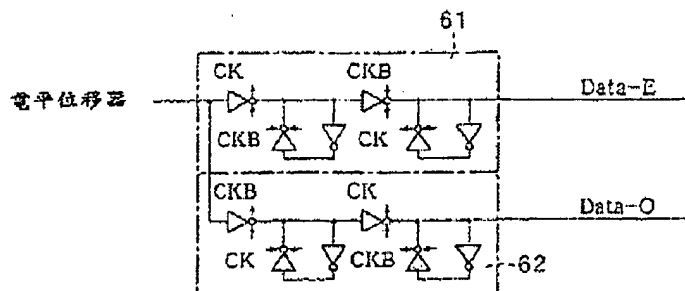 61
CK CKB
電平位移器 Data-E
CKB CK
CKB CK
Data-O
CK CKB 62